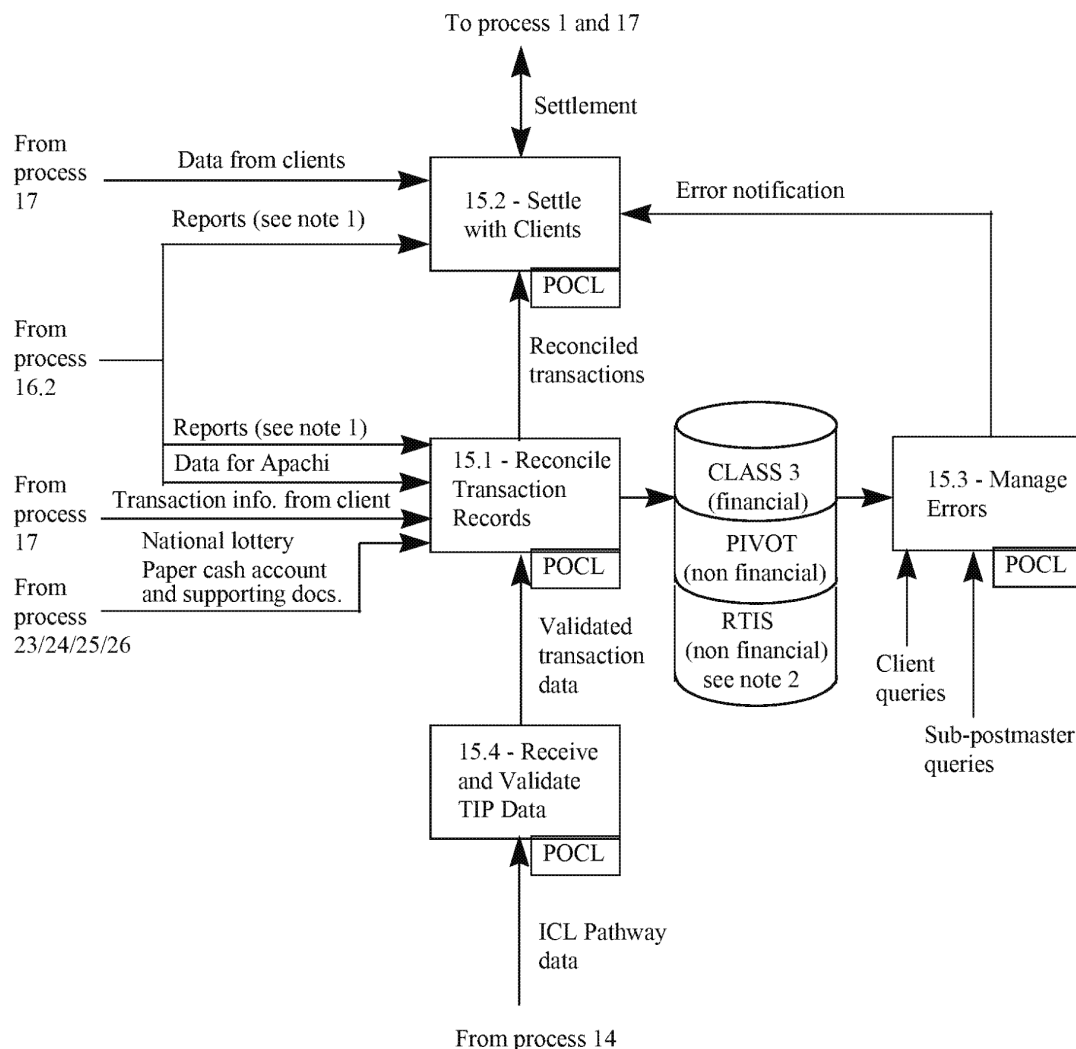 To process 1 and 17
Settlement
From
process
17
Data from clients
Reports (see note 1)
15.2 - Settle
with Clients
POCL
Error notification
From
process
16.2
Reconciled
transactions
Reports (see note 1)
Data for Apachi
From
process
17
Transaction info. from client
National lottery
Paper cash account
and supporting docs.
From
process
23/24/25/26
15.1 - Reconcile
Transaction
Records
POCL
CLASS 3
(financial)
PIVOT
(non financial)
RTIS
(non financial)
see note 2
15.3 - Manage
Errors
POCL
Client
queries
Sub-postmaster
queries
Validated
transaction
data
15.4 - Receive
and Validate
TIP Data
POCL
ICL Pathway
data
From process 14